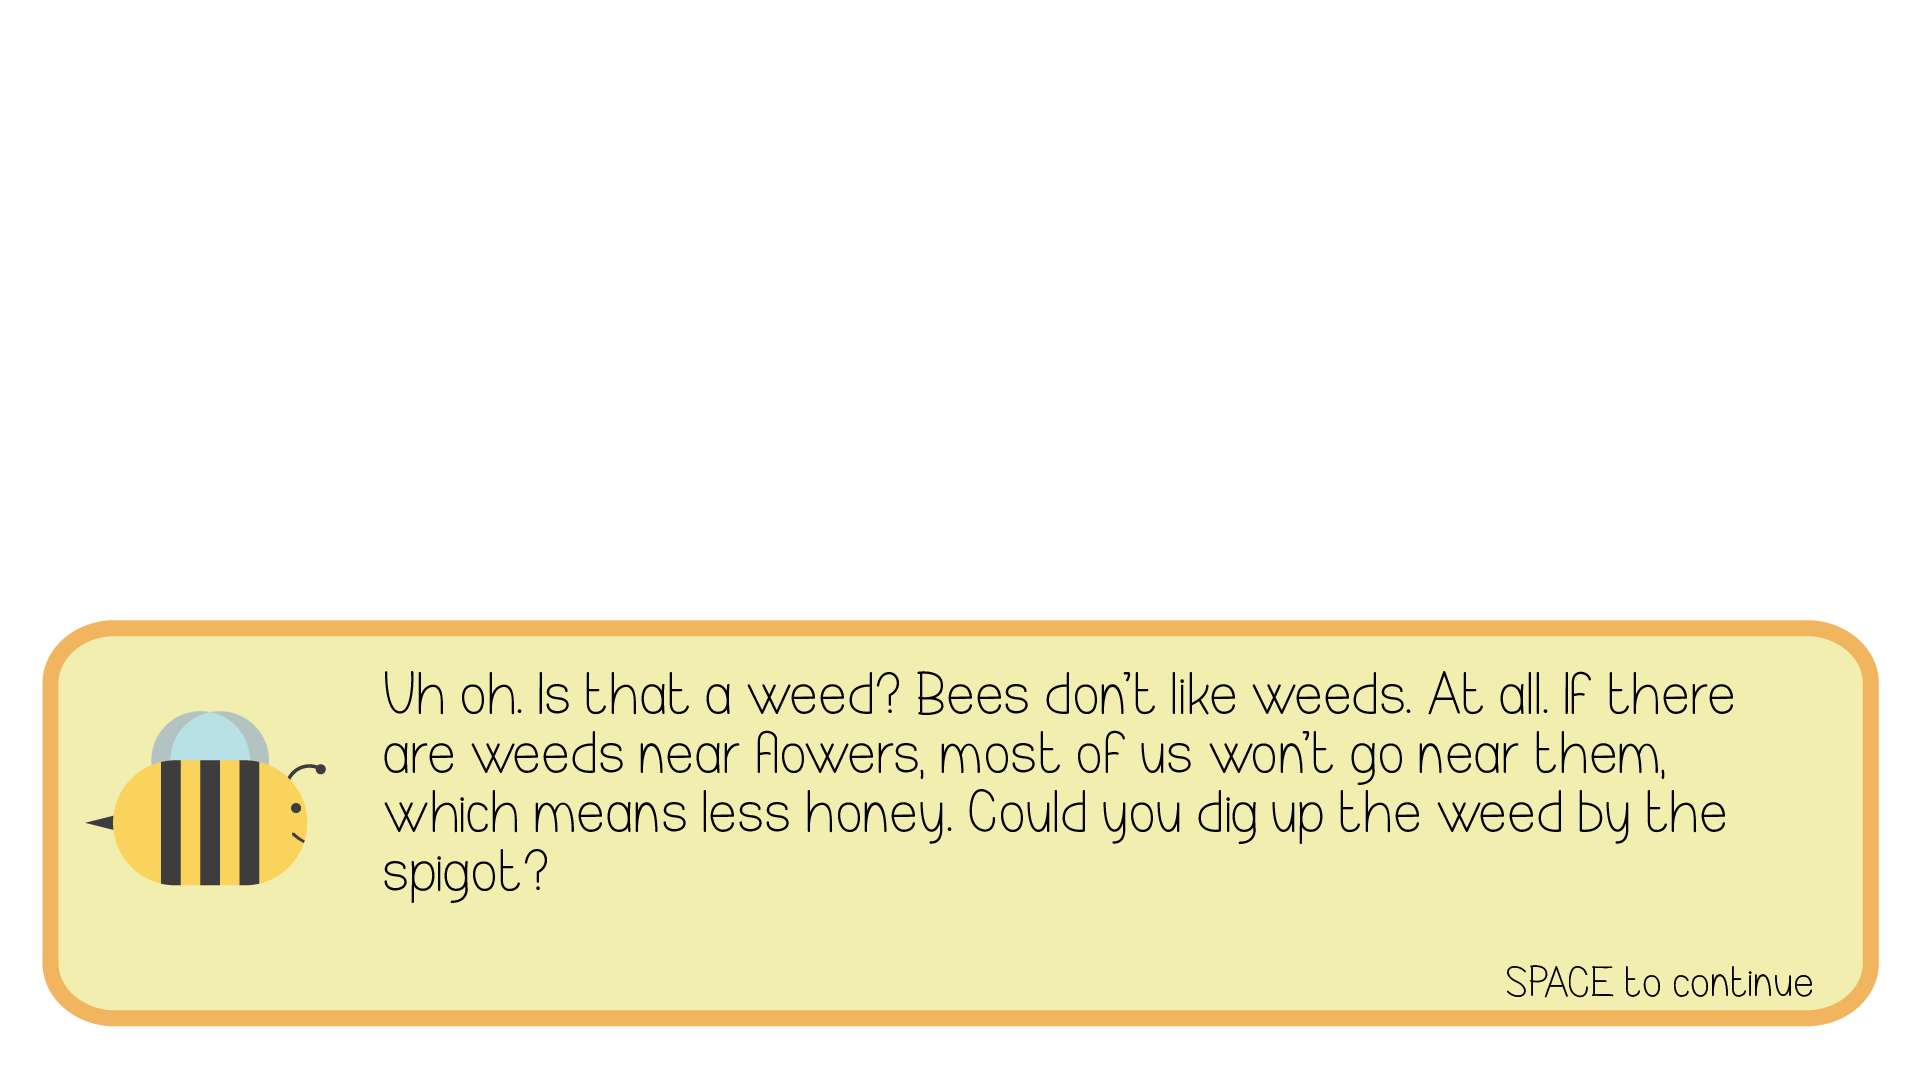 Uh oh. Is that a weed? Bees don't like weeds. At all. If there
are weeds near flowers, most of us won't go near them,
which means less honey. Could you dig up the weed by the
spigot?
SPACE to continue